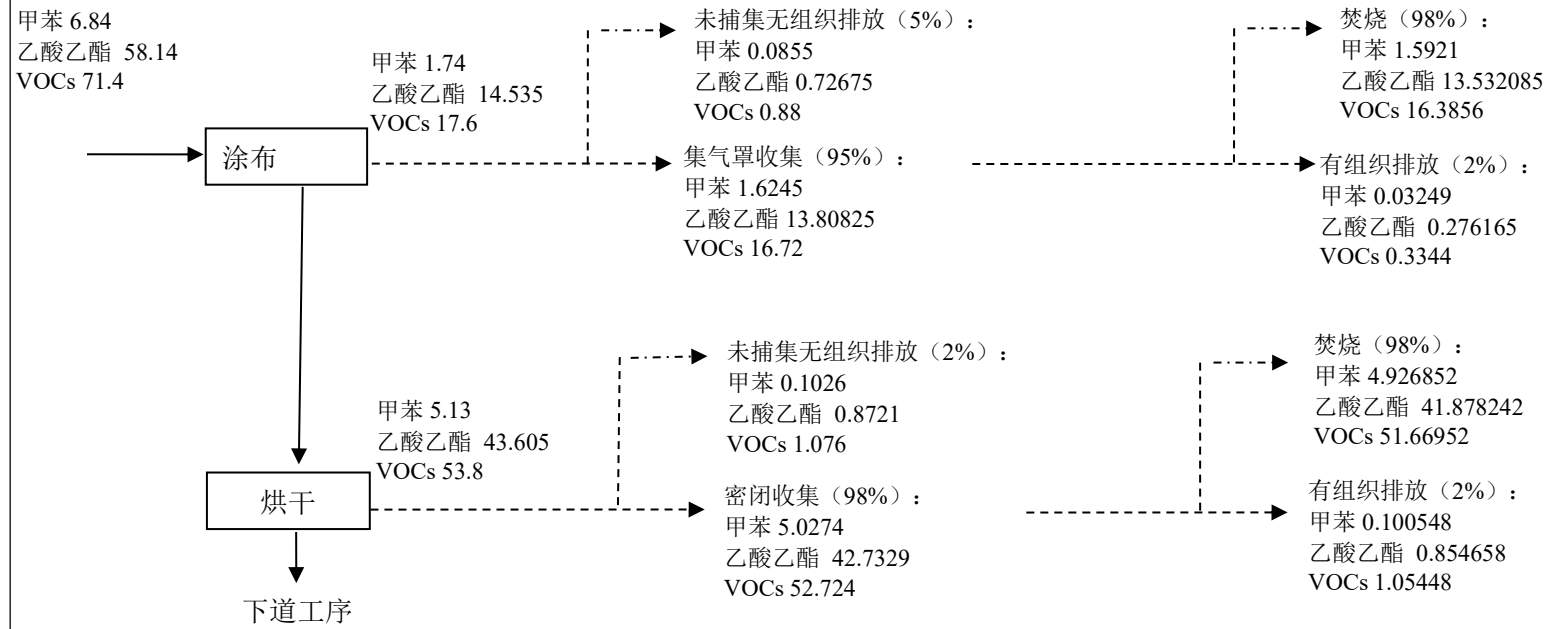 甲苯 6.84
乙酸乙酯 58.14
VOCs 71.4
甲苯 1.74
乙酸乙酯 14.535
VOCs 17.6
涂布
未捕集无组织排放（5%）：
甲苯 0.0855
乙酸乙酯 0.72675
VOCs 0.88
集气罩收集（95%）：
甲苯 1.6245
乙酸乙酯 13.80825
VOCs 16.72
焚烧（98%）：
甲苯 1.5921
乙酸乙酯 13.532085
VOCs 16.3856
有组织排放（2%）：
甲苯 0.03249
乙酸乙酯 0.276165
VOCs 0.3344
甲苯 5.13
乙酸乙酯 43.605
VOCs 53.8
烘干
未捕集无组织排放（2%）：
甲苯 0.1026
乙酸乙酯 0.8721
VOCs 1.076
密闭收集（98%）：
甲苯 5.0274
乙酸乙酯 42.7329
VOCs 52.724
焚烧（98%）：
甲苯 4.926852
乙酸乙酯 41.878242
VOCs 51.66952
有组织排放（2%）：
甲苯 0.100548
乙酸乙酯 0.854658
VOCs 1.05448
下道工序